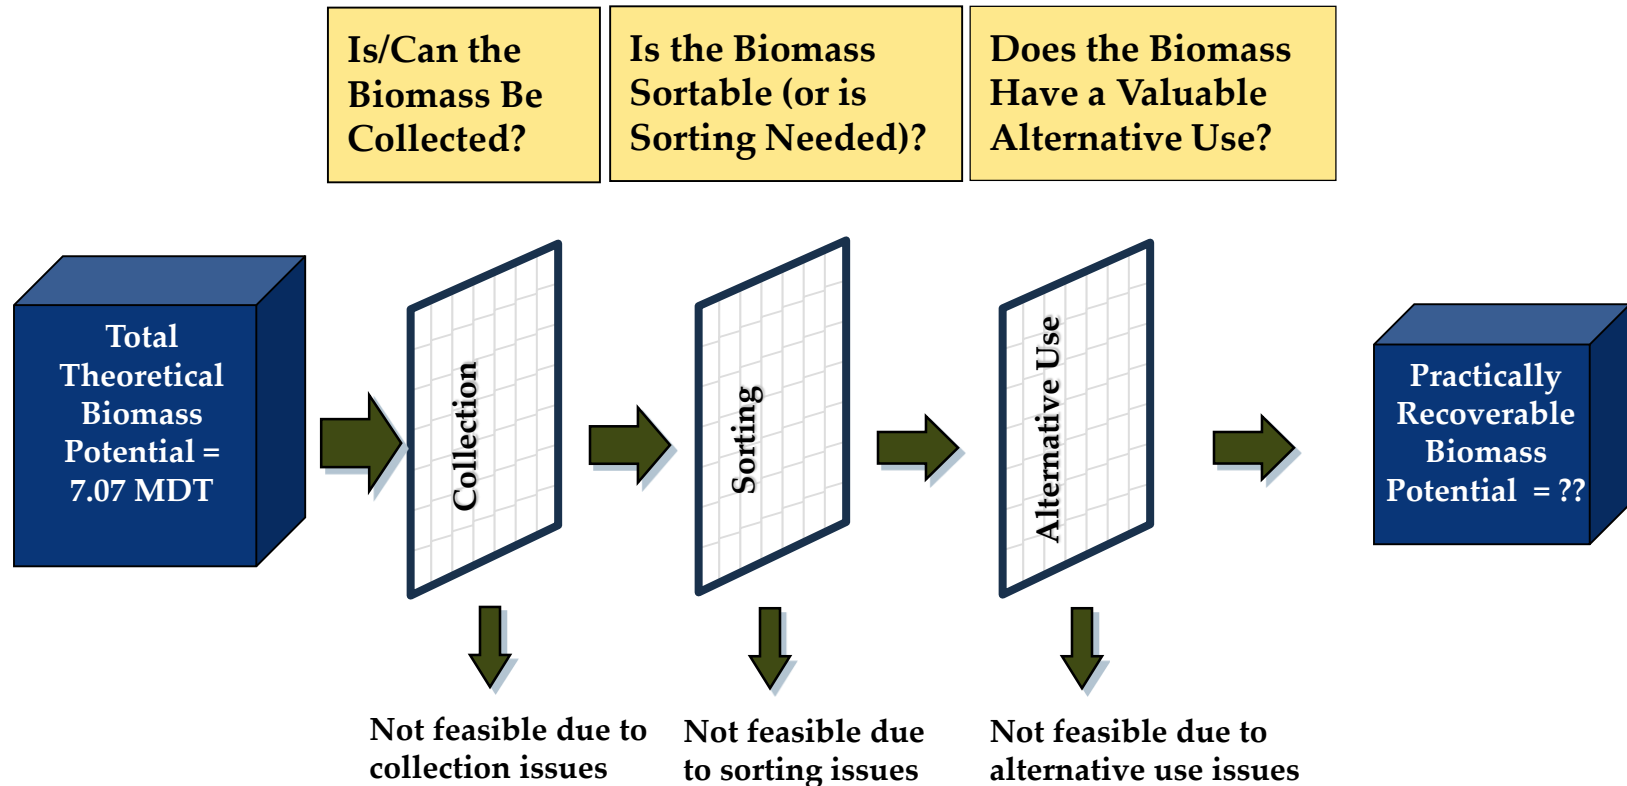 Is/Can the
Biomass Be
Collected?
Is the Biomass
Sortable (or is
Sorting Needed)?
Does the Biomass
Have a Valuable
Alternative Use?
Total
Theoretical
Biomass
Potential =
7.07 MDT
Collection
Sorting
Alternative Use
Practically
Recoverable
Biomass
Potential  = ??
Not feasible due to
collection issues
Not feasible due
to sorting issues
Not feasible due to
alternative use issues